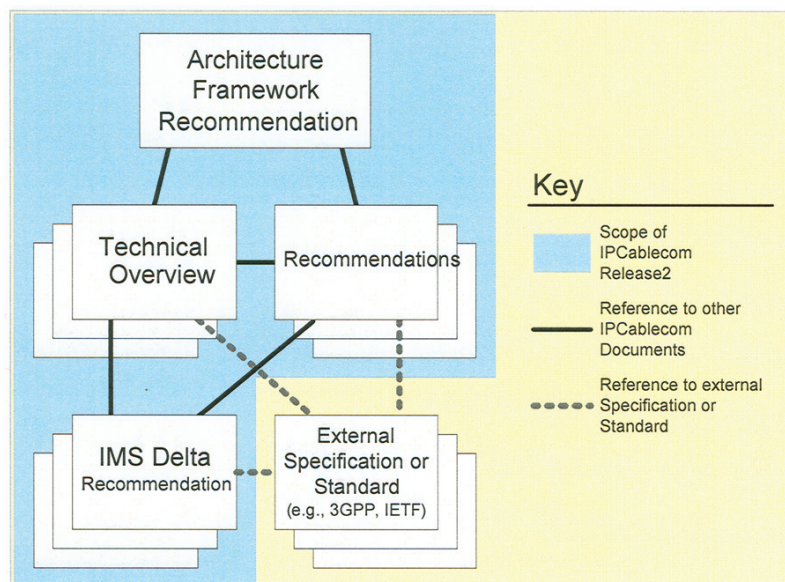 Architecture
Framework
Recommendation
Technical
Overview
Recommendations
IMS Delta
Recommendation
External
Specification or
Standard
(e.g., 3GPP, IETF)
Key
Scope of
IPCablecom
Release2
Reference to other
IPCablecom
Documents
Reference to external
Specification or
Standard